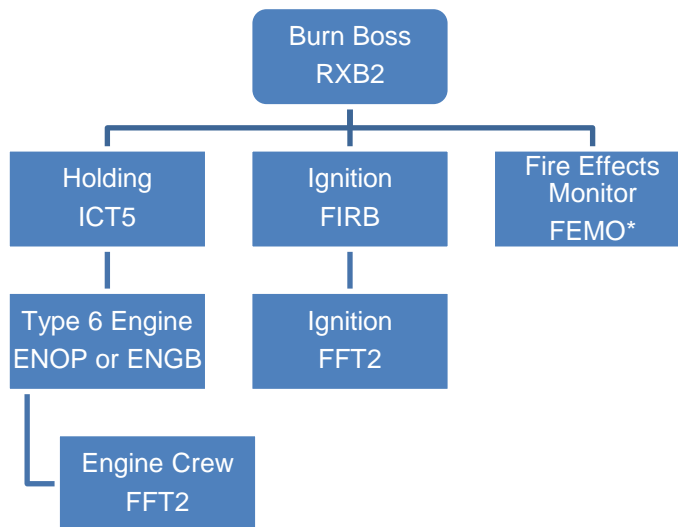 Burn Boss
RXB2
Holding
ICT5
Ignition
FIRB
Fire Effects
Monitor
FEMO*
Type 6 Engine
ENOP or ENGB
Ignition
FFT2
Engine Crew
FFT2